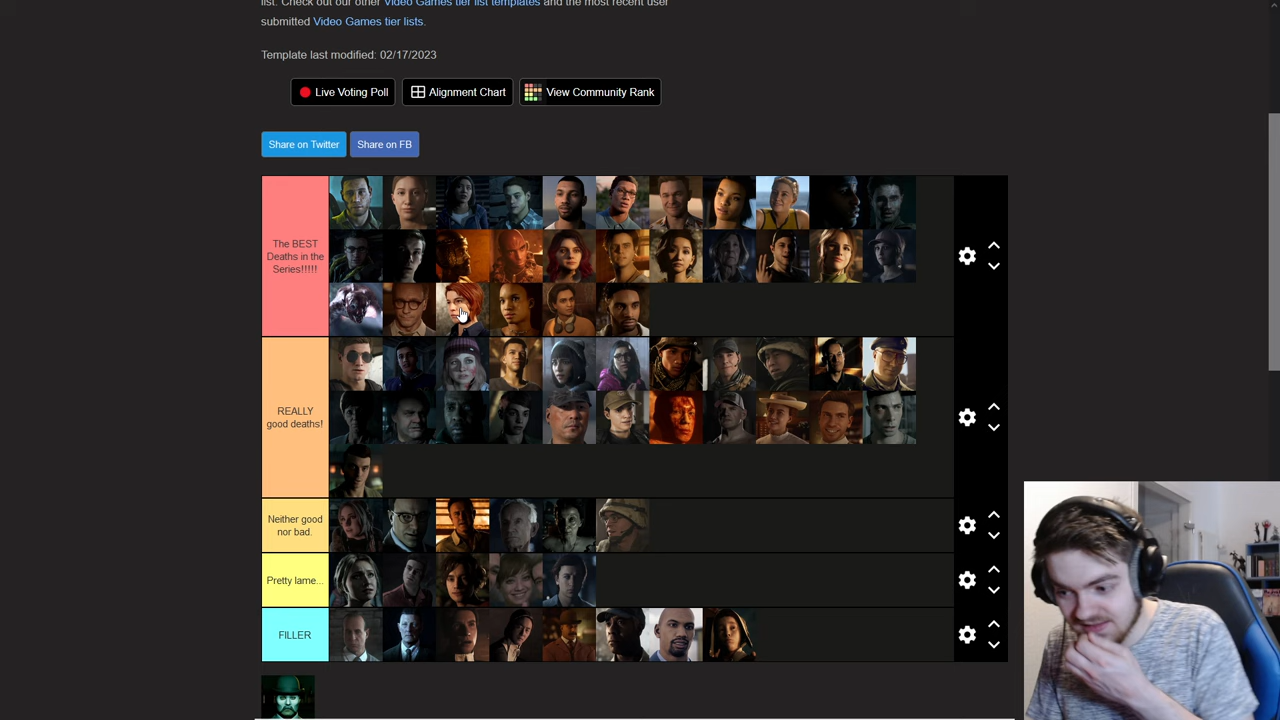 list. Check out our other Video Games tier list templates and the most recent user
submitted Video Games tier lists.
Template last modified: 02/17/2023
Live Voting Poll
Alignment Chart
View Community Rank
Share on Twitter
Share on FB
The BEST
Deaths in the
Series!!!!!
REALLY
good deaths!
Neither good
nor bad.
Pretty lame...
FILLER